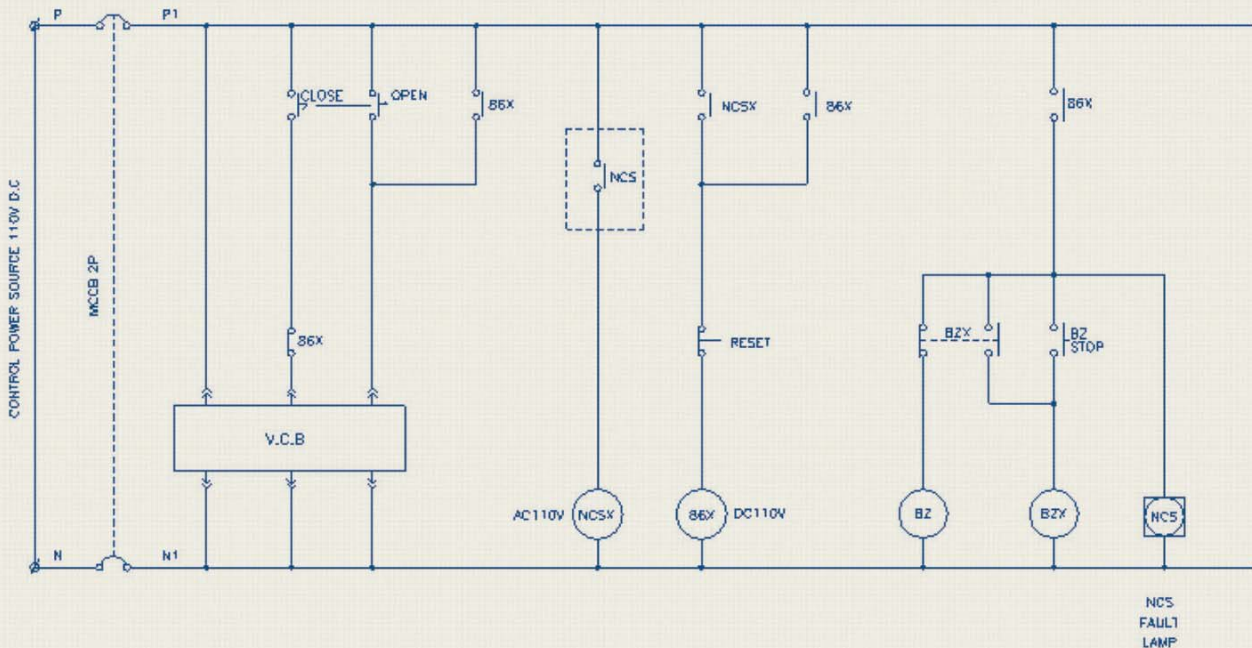 P
P1
CLOSE
OPEN
86X
NCS
NCSX
86X
86X
CONTROL POWER SOURCE 110V D.C
MCCB 2P
86X
RESET
BZX
BZ
STOP
V.C.B
AC110V
NCSX
86X
DC110V
BZ
BZX
NCS
N
N1
NCS
FAULT
LAMP